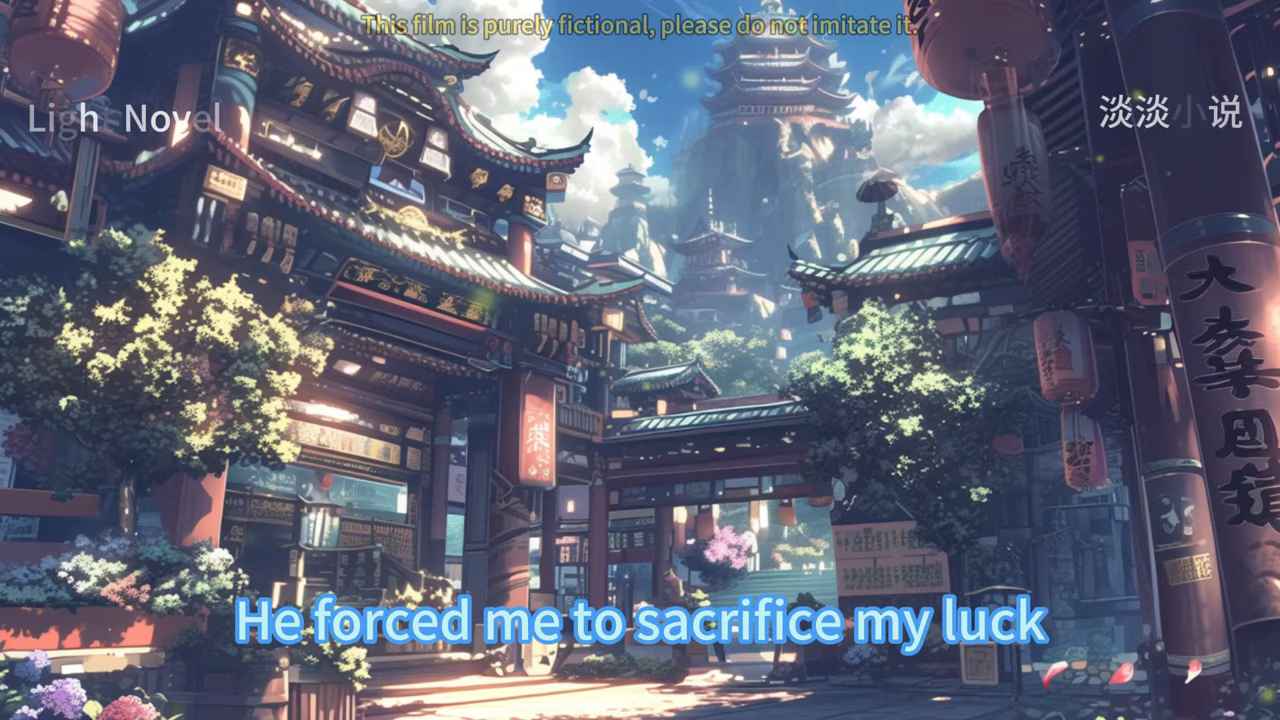 This film is purely fictional, please do not imitate it.
Light Novel
淡淡小说
He forced me to sacrifice my luck